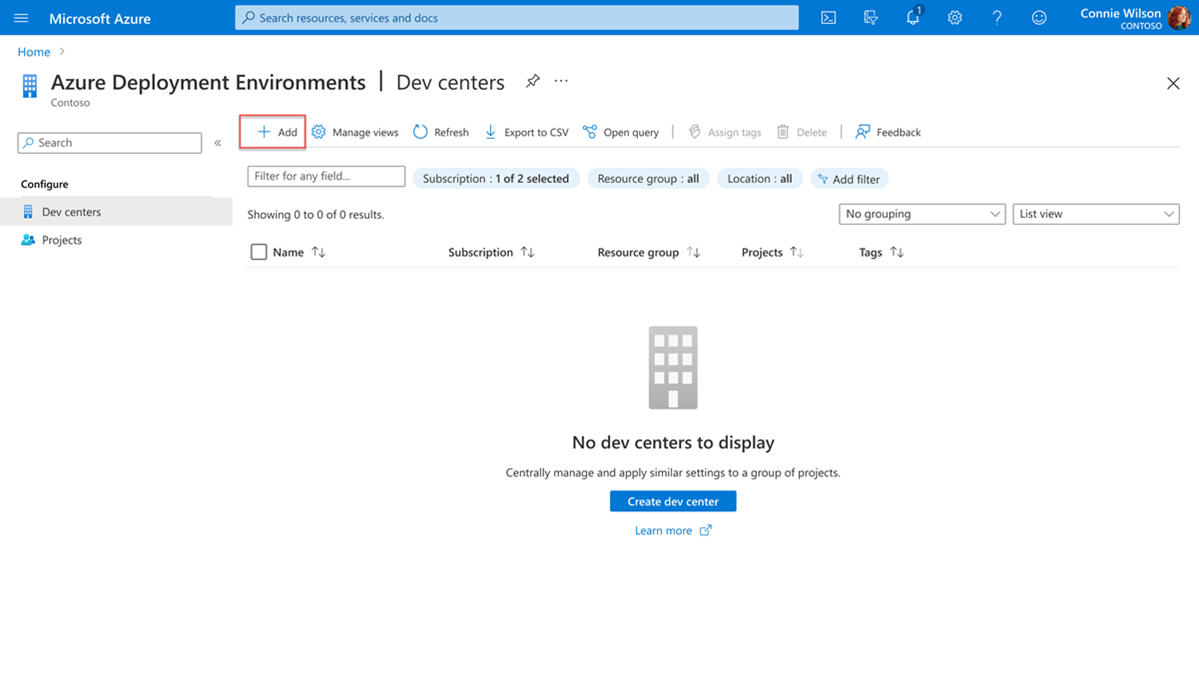 Microsoft Azure
Search resources, services and docs
1
Connie Wilson
CONTOSO
Home
Azure Deployment Environments | Dev centers
Contoso
Search
Add
Manage views
Refresh
Export to CSV
Open query
Assign tags
Delete
Feedback
Filter for any field...
Subscription : 1 of 2 selected
Resource group : all
Location : all
Add filter
Configure
Dev centers
Projects
Showing 0 to 0 of 0 results.
No grouping
List view
Name
Subscription
Resource group
Projects
Tags
No dev centers to display
Centrally manage and apply similar settings to a group of projects.
Create dev center
Learn more